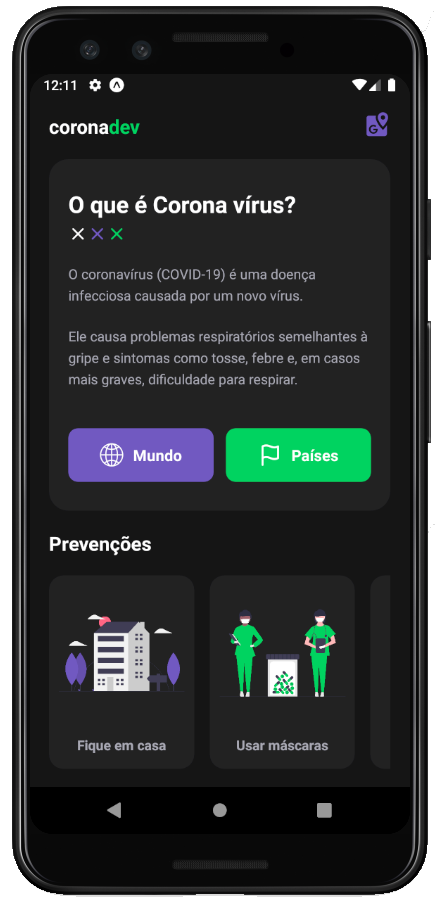 12:11
coronadev
O que é Corona vírus?
O coronavírus (COVID-19) é uma doença
infecciosa causada por um novo vírus.
Ele causa problemas respiratórios semelhantes à
gripe e sintomas como tosse, febre e, em casos
mais graves, dificuldade para respirar.
Mundo
Países
Prevenções
Fique em casa
Usar máscaras